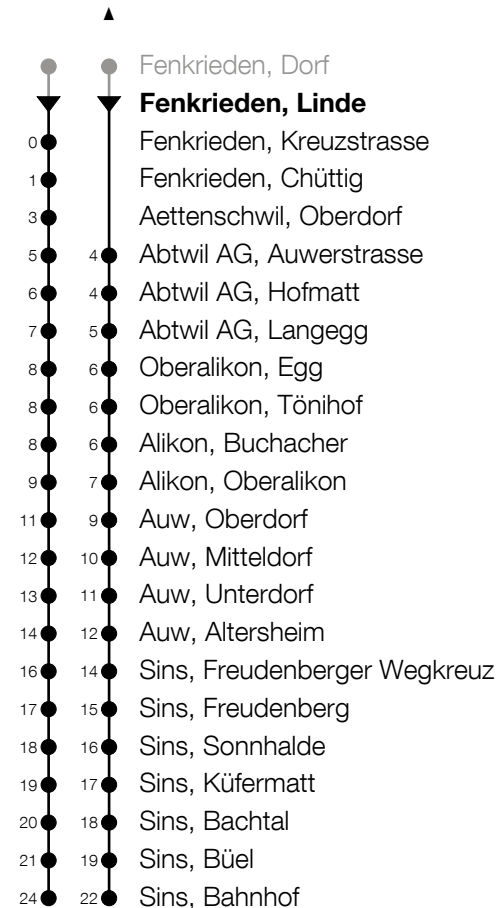 Fenkrieden, Dorf
Fenkrieden, Linde
0 Fenkrieden, Kreuzstrasse
1 Fenkrieden, Chüttig
3 Aettenschwil, Oberdorf
5 4 Abtwil AG, Auwerstrasse
6 4 Abtwil AG, Hofmatt
7 5 Abtwil AG, Langegg
8 6 Oberalikon, Egg
8 6 Oberalikon, Tönihof
8 6 Alikon, Buchacher
9 7 Alikon, Oberalikon
11 9 Auw, Oberdorf
12 10 Auw, Mitteldorf
13 11 Auw, Unterdorf
14 12 Auw, Altersheim
16 14 Sins, Freudenberger Wegkreuz
17 15 Sins, Freudenberg
18 16 Sins, Sonnhalde
19 17 Sins, Küfermatt
20 18 Sins, Bachtal
21 19 Sins, Büel
24 22 Sins, Bahnhof